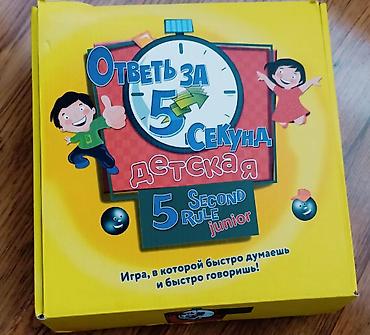 Ответь за
5
секунд
детская
5 Second
Rule
junior
Игра, в которой быстро думаешь
и быстро говоришь!